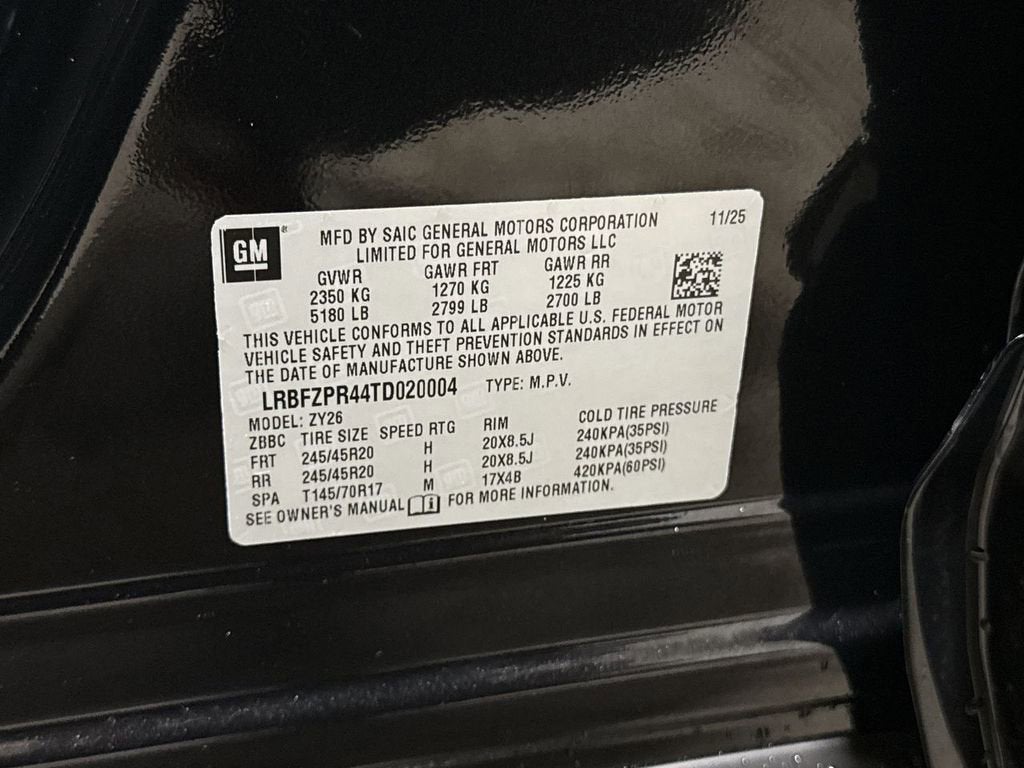 GM
MFD BY SAIC GENERAL MOTORS CORPORATION 11/25
LIMITED FOR GENERAL MOTORS LLC
GVWR GAWR FRT GAWR RR
2350 KG 1270 KG 1225 KG
5180 LB 2799 LB 2700 LB
THIS VEHICLE CONFORMS TO ALL APPLICABLE U.S. FEDERAL MOTOR
VEHICLE SAFETY AND THEFT PREVENTION STANDARDS IN EFFECT ON
THE DATE OF MANUFACTURE SHOWN ABOVE.
LRBFZPR44TD020004 TYPE: M.P.V.
MODEL: ZY26
ZBBC TIRE SIZE SPEED RTG RIM COLD TIRE PRESSURE
FRT 245/45R20 H 20X8.5J 240KPA(35PSI)
RR 245/45R20 H 20X8.5J 240KPA(35PSI)
SPA T145/70R17 M 17X4B 420KPA(60PSI)
SEE OWNER'S MANUAL FOR MORE INFORMATION.